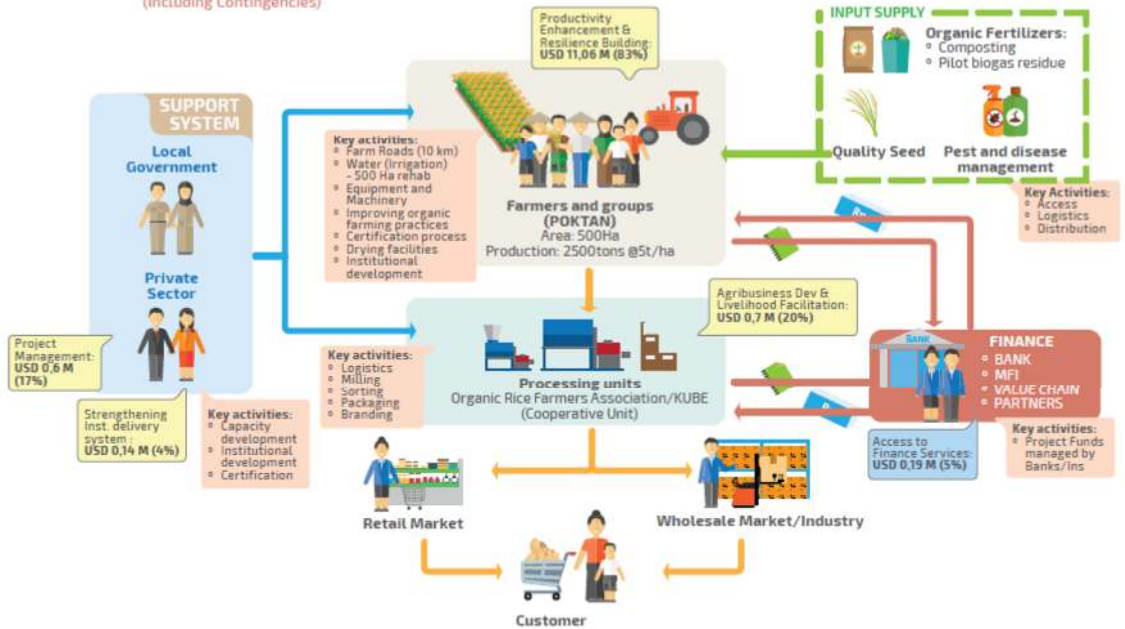 (Including Contingencies)
Productivity
Enhancement &
Resilience Building:
USD 11,06 M (83%)
INPUT SUPPLY
Organic Fertilizers:
Composting
Pilot biogas residue
Quality Seed
Pest and disease
management
Key Activities:
Access
Logistics
Distribution
SUPPORT
SYSTEM
Local
Government
Private
Sector
Key activities:
Farm Roads (10 km)
Water (Irrigation)
- 500 Ha rehab
Equipment and
Machinery
Improving organic
farming practices
Certification process
Drying facilities
Institutional
development
Farmers and groups
(POKTAN)
Area: 500Ha
Production: 2500tons @5t/ha
Agribusiness Dev &
Livelihood Facilitation:
USD 0,7 M (20%)
Project
Management:
USD 0,6 M
(17%)
Strengthening
Inst. delivery
system :
USD 0,14 M (4%)
Key activities:
Capacity
development
Institutional
development
Certification
Key activities:
Logistics
Milling
Sorting
Packaging
Branding
Processing units
Organic Rice Farmers Association/KUBE
(Cooperative Unit)
BANK
FINANCE
BANK
MFI
VALUE CHAIN
PARTNERS
Access to
Finance Services:
USD 0,19 M (5%)
Key activities:
Project Funds
managed by
Banks/Ins
Retail Market
Wholesale Market/Industry
Customer